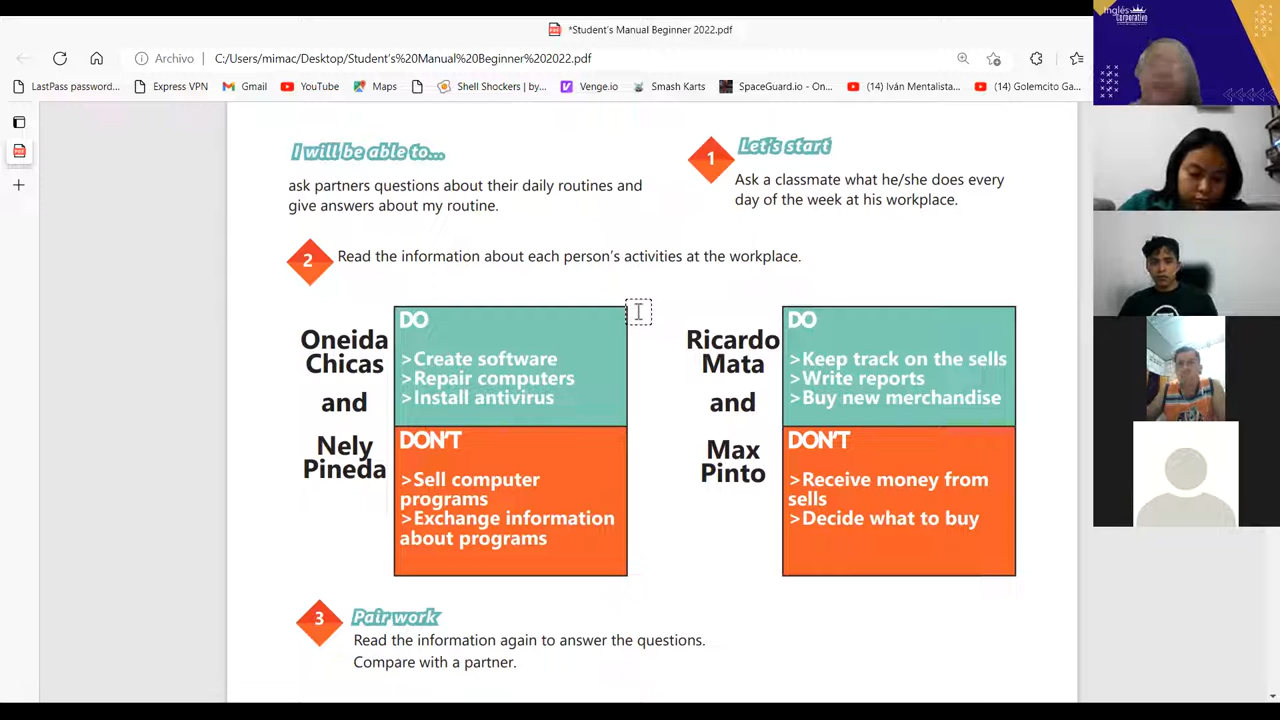 *Student's Manual Beginner 2022.pdf
Archivo
C:/Users/mimac/Desktop/Student's%20Manual%20Beginner%202022.pdf
LastPass password...
Express VPN
Gmail
YouTube
Maps
Shell Shockers | by...
Venge.io
Smash Karts
SpaceGuard.io - On...
(14) Iván Mentalista...
(14) Golemcito Ga...
Inglés
Corporativo
I will be able to...
ask partners questions about their daily routines and
give answers about my routine.
1
Let's start
Ask a classmate what he/she does every
day of the week at his workplace.
2
Read the information about each person's activities at the workplace.
Oneida
Chicas
and
Nely
Pineda
DO
>Create software
>Repair computers
>Install antivirus
DON'T
>Sell computer
programs
>Exchange information
about programs
Ricardo
Mata
and
Max
Pinto
DO
>Keep track on the sells
>Write reports
>Buy new merchandise
DON'T
>Receive money from
sells
>Decide what to buy
3
Pair work
Read the information again to answer the questions.
Compare with a partner.